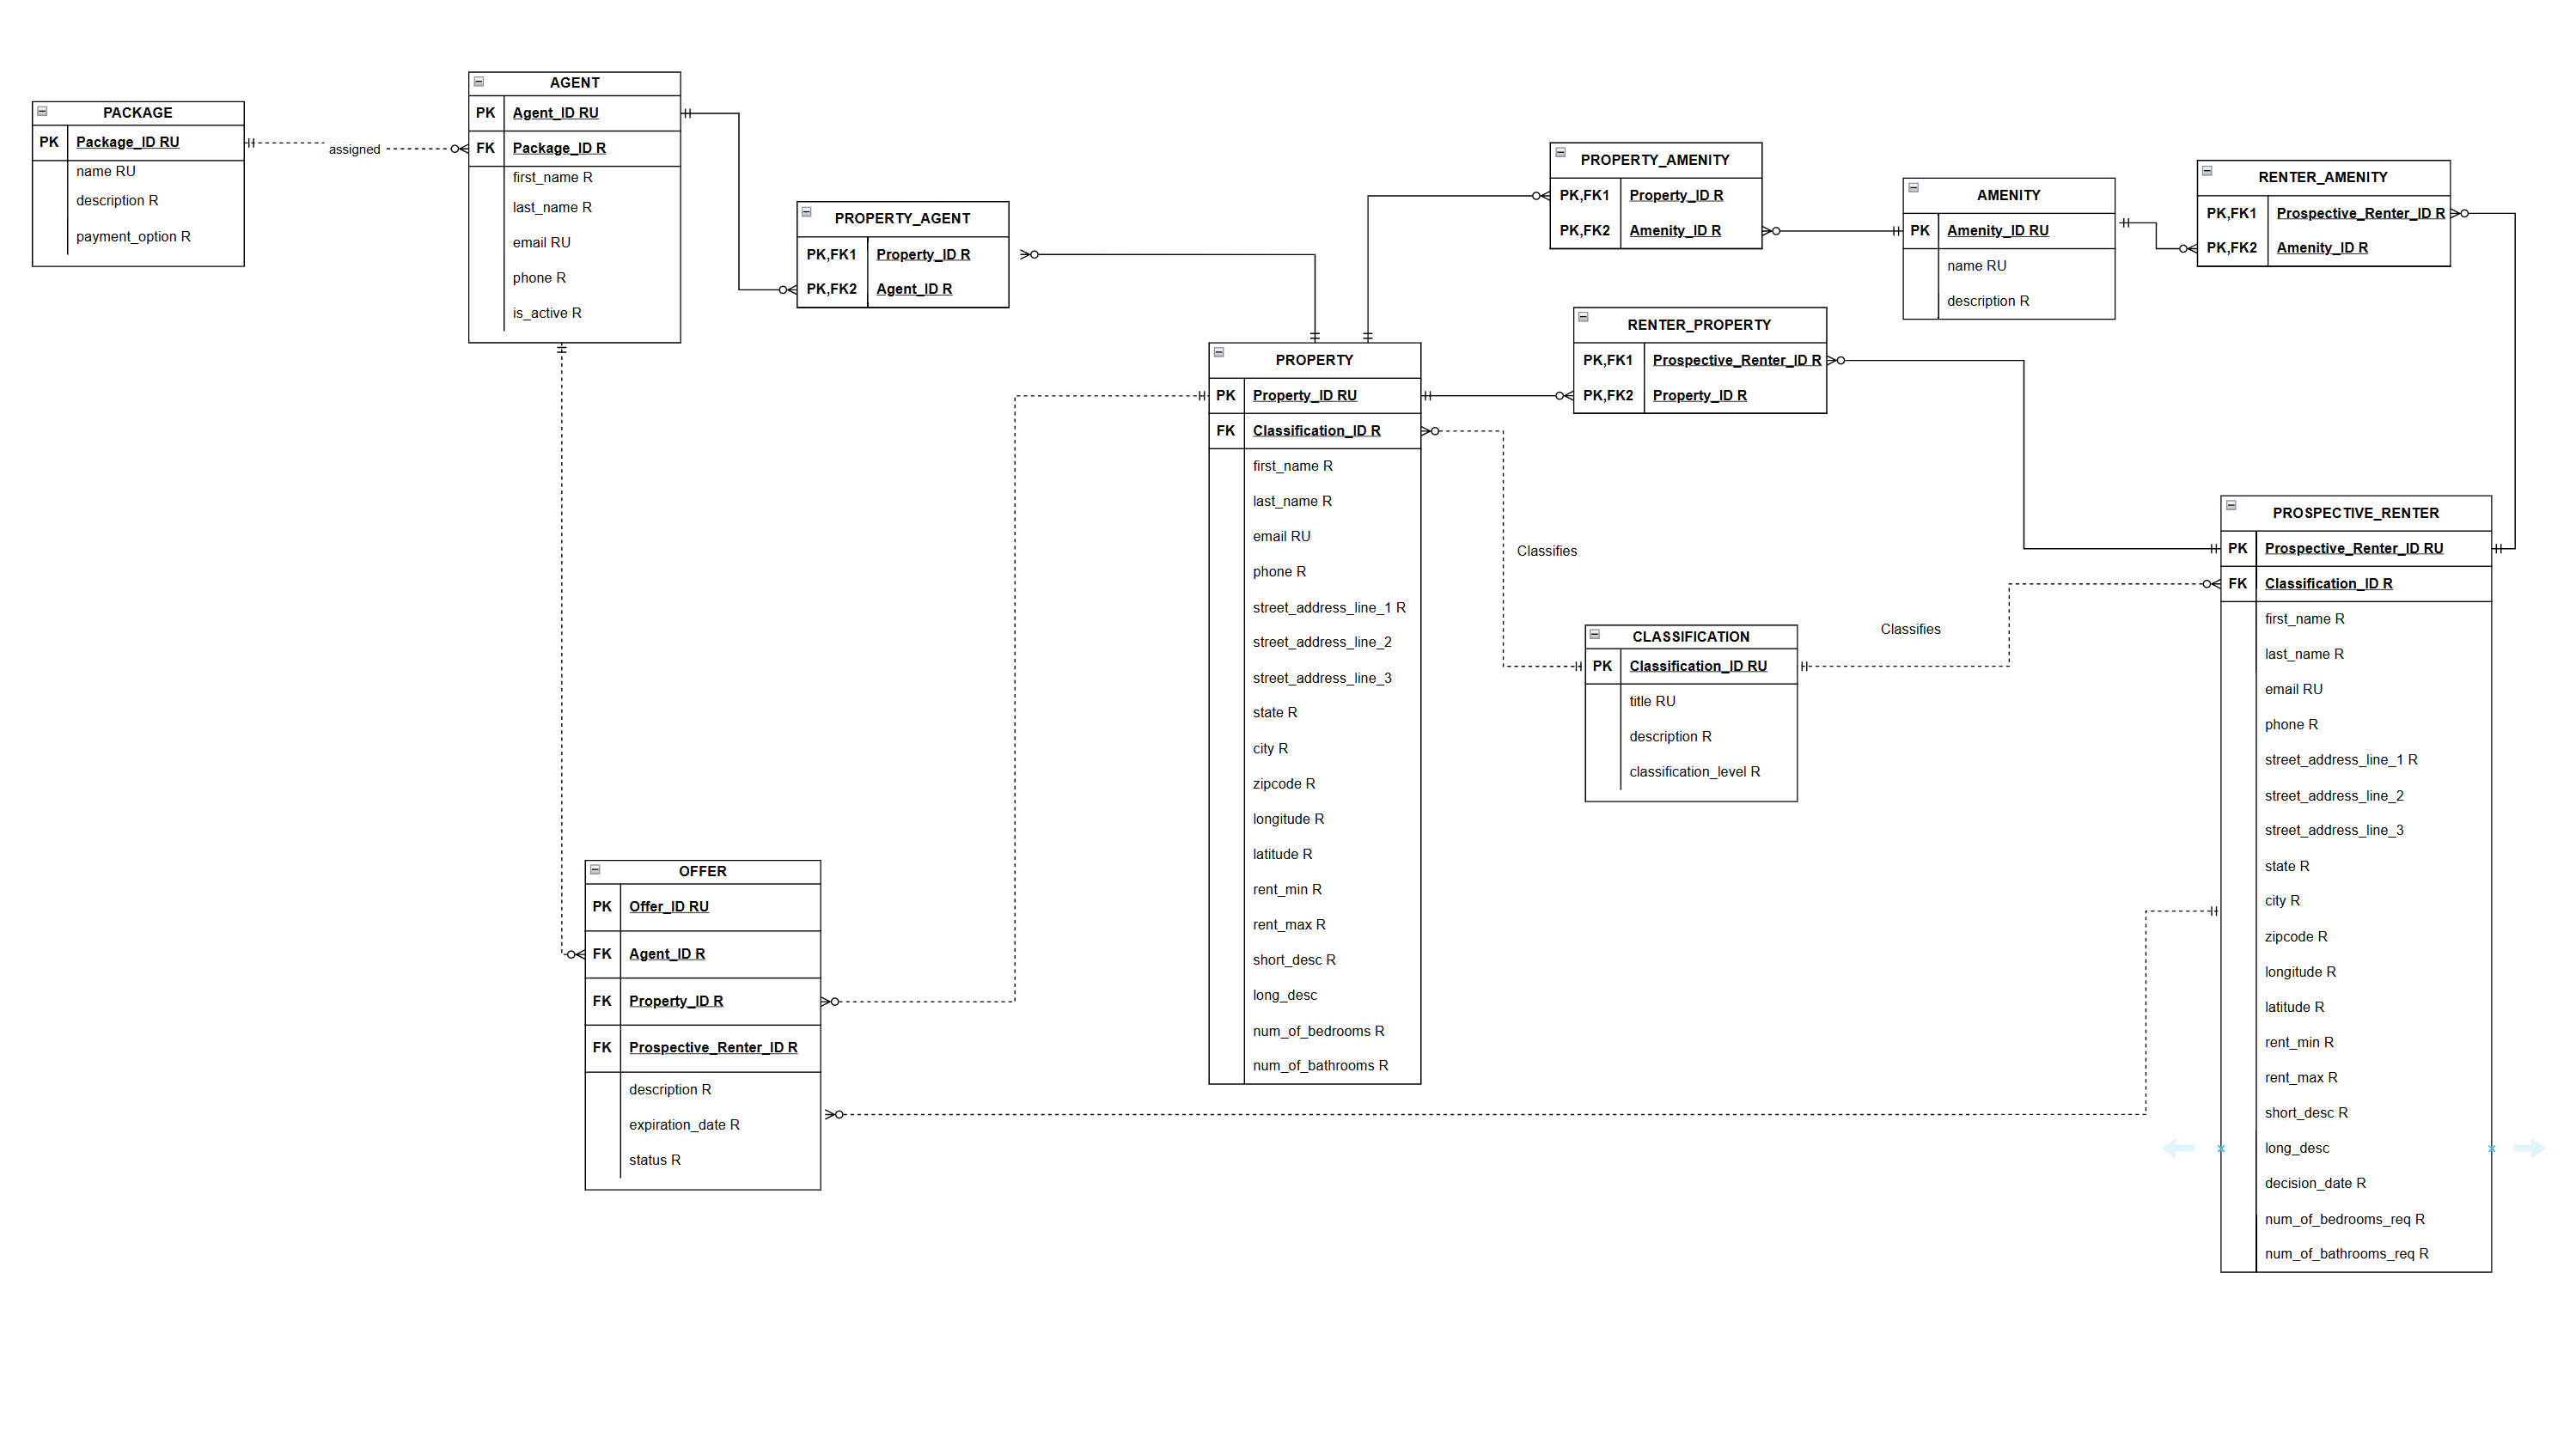 PACKAGE
PK Package_ID RU
name RU
description R
payment_option R
assigned
AGENT
PK Agent_ID RU
FK Package_ID R
first_name R
last_name R
email RU
phone R
is_active R
PROPERTY_AGENT
PK,FK1 Property_ID R
PK,FK2 Agent_ID R
PROPERTY_AMENITY
PK,FK1 Property_ID R
PK,FK2 Amenity_ID R
AMENITY
PK Amenity_ID RU
name RU
description R
RENTER_AMENITY
PK,FK1 Prospective_Renter_ID R
PK,FK2 Amenity_ID R
RENTER_PROPERTY
PK,FK1 Prospective_Renter_ID R
PK,FK2 Property_ID R
PROPERTY
PK Property_ID RU
FK Classification_ID R
first_name R
last_name R
email RU
phone R
street_address_line_1 R
street_address_line_2
street_address_line_3
state R
city R
zipcode R
longitude R
latitude R
rent_min R
rent_max R
short_desc R
long_desc
num_of_bedrooms R
num_of_bathrooms R
Classifies
CLASSIFICATION
PK Classification_ID RU
title RU
description R
classification_level R
Classifies
PROSPECTIVE_RENTER
PK Prospective_Renter_ID RU
FK Classification_ID R
first_name R
last_name R
email RU
phone R
street_address_line_1 R
street_address_line_2
street_address_line_3
state R
city R
zipcode R
longitude R
latitude R
rent_min R
rent_max R
short_desc R
long_desc
decision_date R
num_of_bedrooms_req R
num_of_bathrooms_req R
OFFER
PK Offer_ID RU
FK Agent_ID R
FK Property_ID R
FK Prospective_Renter_ID R
description R
expiration_date R
status R